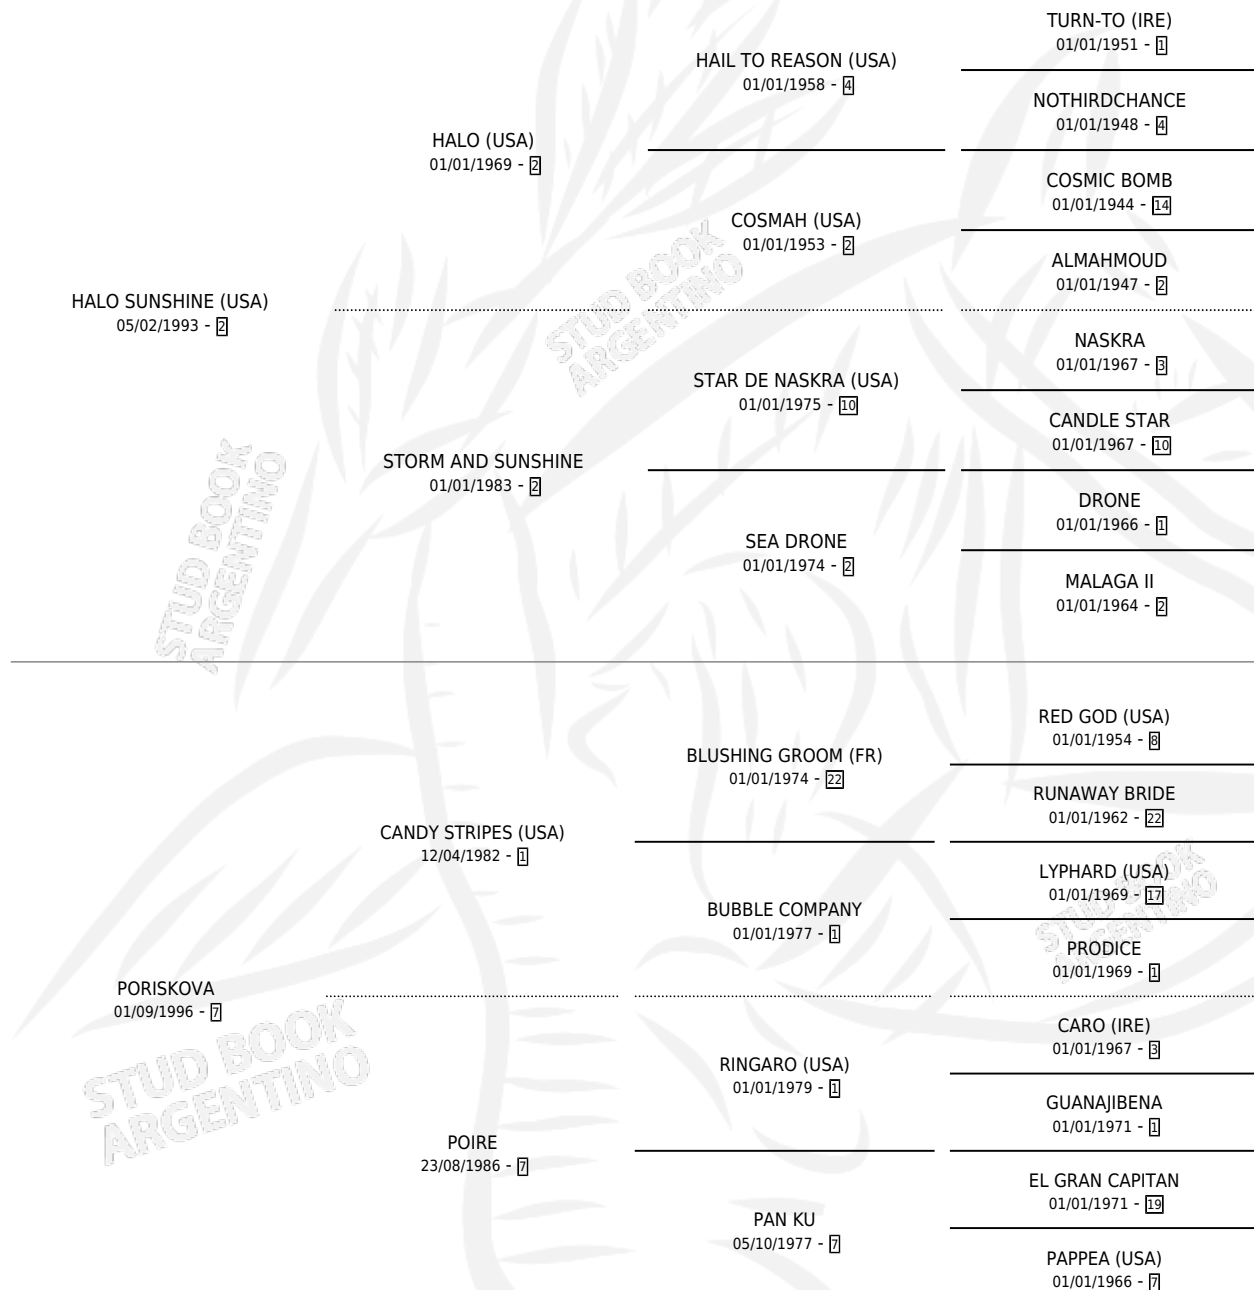 TURN-TO (IRE)
01/01/1951 - 1
HAIL TO REASON (USA)
01/01/1958 - 4
NOTHIRDCHANCE
01/01/1948 - 4
HALO (USA)
01/01/1969 - 2
COSMIC BOMB
01/01/1944 - 14
COSMAH (USA)
01/01/1953 - 2
ALMAHMOUD
01/01/1947 - 2
HALO SUNSHINE (USA)
05/02/1993 - 2
NASKRA
01/01/1967 - 3
STAR DE NASKRA (USA)
01/01/1975 - 10
CANDLE STAR
01/01/1967 - 10
STORM AND SUNSHINE
01/01/1983 - 2
DRONE
01/01/1966 - 1
SEA DRONE
01/01/1974 - 2
MALAGA II
01/01/1964 - 2
RED GOD (USA)
01/01/1954 - 8
BLUSHING GROOM (FR)
01/01/1974 - 22
RUNAWAY BRIDE
01/01/1962 - 22
CANDY STRIPES (USA)
12/04/1982 - 1
LYPHARD (USA)
01/01/1969 - 17
BUBBLE COMPANY
01/01/1977 - 1
PRODICE
01/01/1969 - 1
PORISKOVA
01/09/1996 - 7
CARO (IRE)
01/01/1967 - 3
RINGARO (USA)
01/01/1979 - 1
GUANAJIBENA
01/01/1971 - 1
POIRE
23/08/1986 - 7
EL GRAN CAPITAN
01/01/1971 - 19
PAN KU
05/10/1977 - 7
PAPPEA (USA)
01/01/1966 - 7
STUD BOOK
ARGENTINO
STUD BOOK
ARGENTINO
STUD BOOK
ARGENTINO
STUD BOOK
ARGENTINO